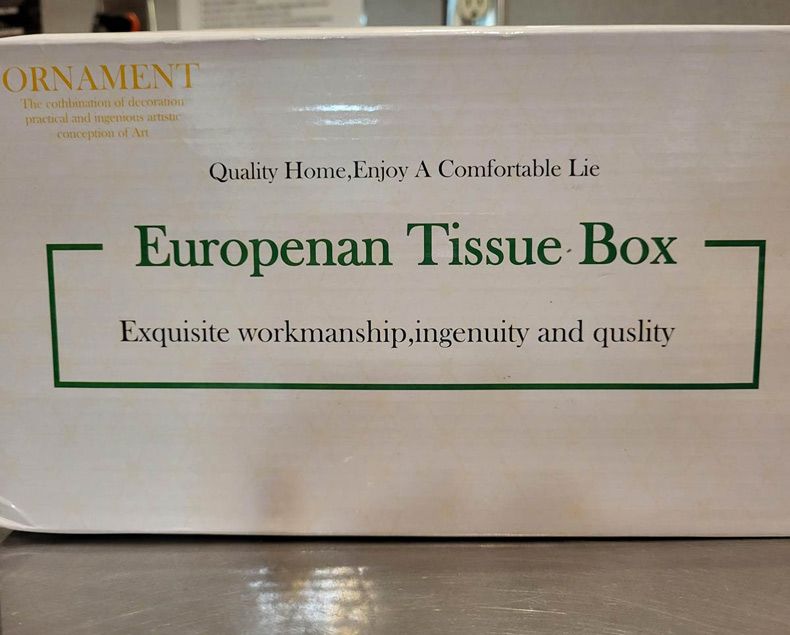 ORNAMENT
The cothbination of decoration
practical and ingenious artistic
conception of Art
Quality Home,Enjoy A Comfortable Lie
Europenan Tissue Box
Exquisite workmanship,ingenuity and quslity